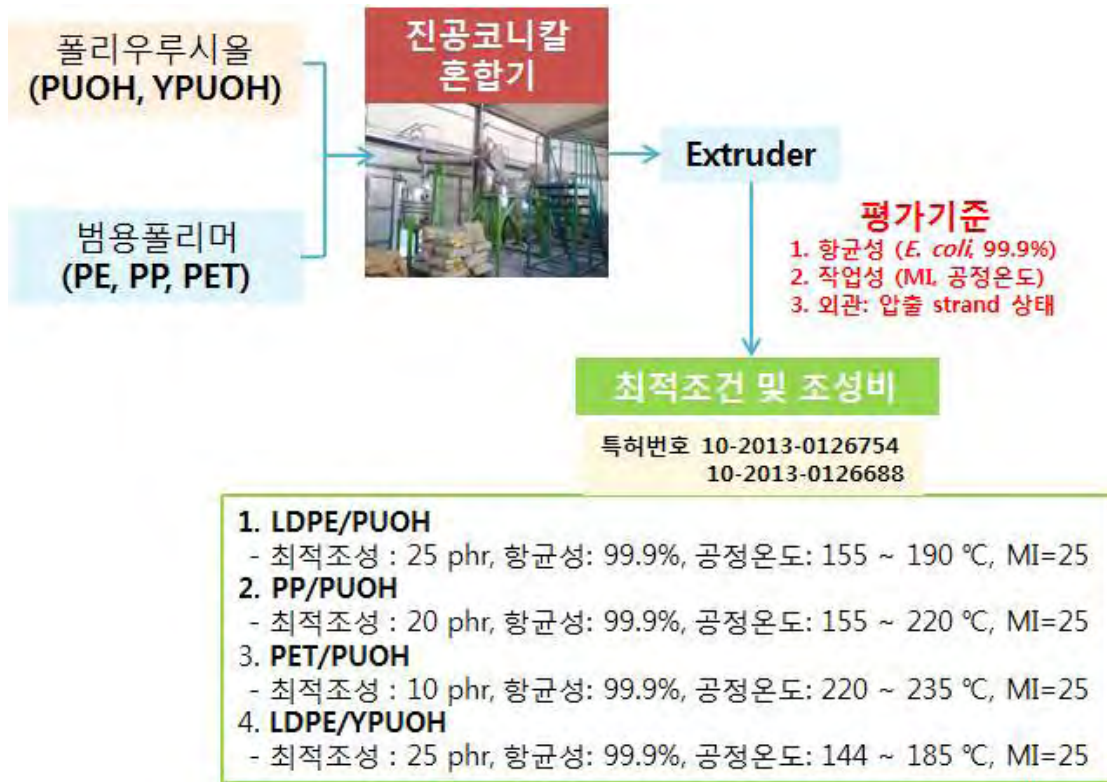 폴리우루시올
(PUOH, YPUOH)
진공코니칼
혼합기
범용폴리머
(PE, PP, PET)
Extruder
평가기준
1. 항균성 (E. coli, 99.9%)
2. 작업성 (MI, 공정온도)
3. 외관: 압출 strand 상태
최적조건 및 조성비
특허번호 10-2013-0126754
10-2013-0126688
1. LDPE/PUOH
- 최적조성 : 25 phr, 항균성: 99.9%, 공정온도: 155 ~ 190 ℃, MI=25
2. PP/PUOH
- 최적조성 : 20 phr, 항균성: 99.9%, 공정온도: 155 ~ 220 ℃, MI=25
3. PET/PUOH
- 최적조성 : 10 phr, 항균성: 99.9%, 공정온도: 220 ~ 235 ℃, MI=25
4. LDPE/YPUOH
- 최적조성 : 25 phr, 항균성: 99.9%, 공정온도: 144 ~ 185 ℃, MI=25